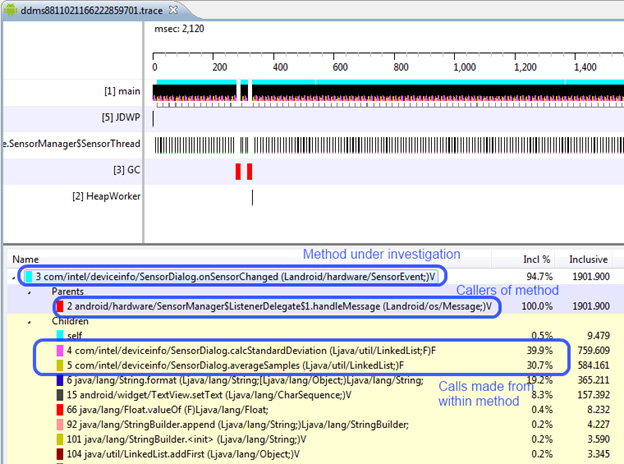 ddms8811021166222859701.trace
msec: 2,120
0 200 400 600 800 1,000 1,200 1,400
[1] main
[5] JDWP
e.SensorManager$SensorThread
[3] GC
[2] HeapWorker
Method under investigation
Name Incl % Inclusive
3 com/intel/deviceinfo/SensorDialog.onSensorChanged (Landroid/hardware/SensorEvent;)V 94.7% 1901.900
Parents Callers of method
2 android/hardware/SensorManager$ListenerDelegate$1.handleMessage (Landroid/os/Message;)V 100.0% 1901.900
Children
self 0.5% 9.479
4 com/intel/deviceinfo/SensorDialog.calcStandardDeviation (Ljava/util/LinkedList;F)F 39.9% 759.609
5 com/intel/deviceinfo/SensorDialog.averageSamples (Ljava/util/LinkedList;)F 30.7% 584.161
6 java/lang/String.format (Ljava/lang/String;[Ljava/lang/Object;)Ljava/lang/String; 19.2% 365.211
Calls made from
15 android/widget/TextView.setText (Ljava/lang/CharSequence;)V 8.3% 157.392
within method
66 java/lang/Float.valueOf (F)Ljava/lang/Float; 0.4% 8.232
92 java/lang/StringBuilder.append (Ljava/lang/String;)Ljava/lang/StringBuilder; 0.2% 4.227
101 java/lang/StringBuilder.<init> (Ljava/lang/String;)V 0.2% 3.590
104 java/util/LinkedList.addFirst (Ljava/lang/Object;)V 0.2% 3.345